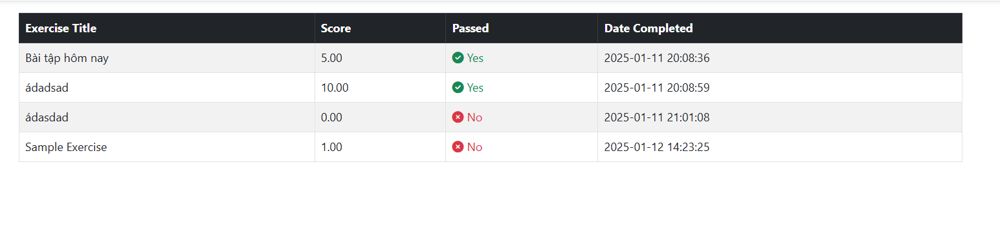 Exercise Title Score Passed Date Completed
Bài tập hôm nay 5.00 Yes 2025-01-11 20:08:36
ádadsad 10.00 Yes 2025-01-11 20:08:59
ádasdad 0.00 No 2025-01-11 21:01:08
Sample Exercise 1.00 No 2025-01-12 14:23:25